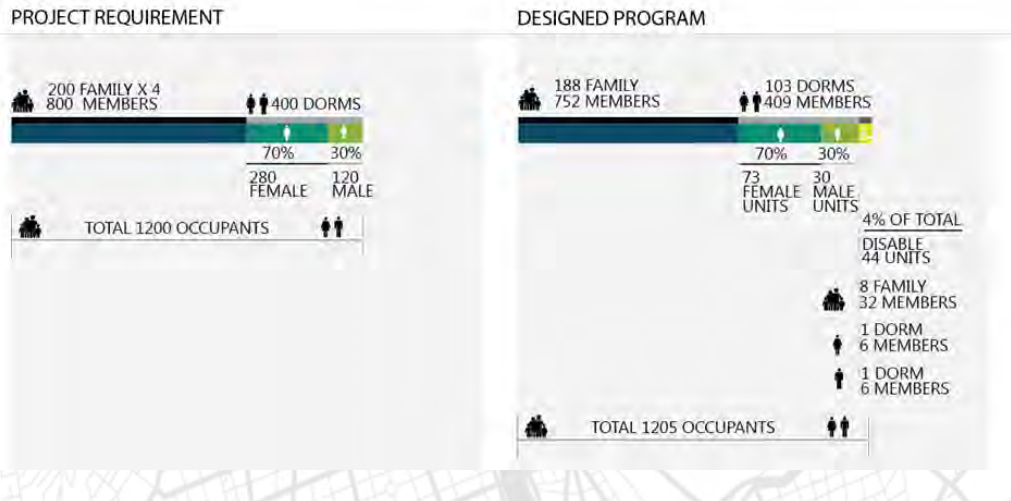 PROJECT REQUIREMENT
200 FAMILY X 4
800 MEMBERS
400 DORMS
70%
30%
280
FEMALE
120
MALE
TOTAL 1200 OCCUPANTS
DESIGNED PROGRAM
188 FAMILY
752 MEMBERS
103 DORMS
409 MEMBERS
70%
30%
73
FEMALE
UNITS
30
MALE
UNITS
4% OF TOTAL
DISABLE
44 UNITS
8 FAMILY
32 MEMBERS
1 DORM
6 MEMBERS
1 DORM
6 MEMBERS
TOTAL 1205 OCCUPANTS